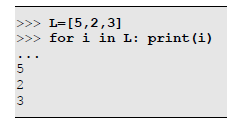 >>> L=[5,2,3]
>>> for i in L: print(i)
...
5
2
3